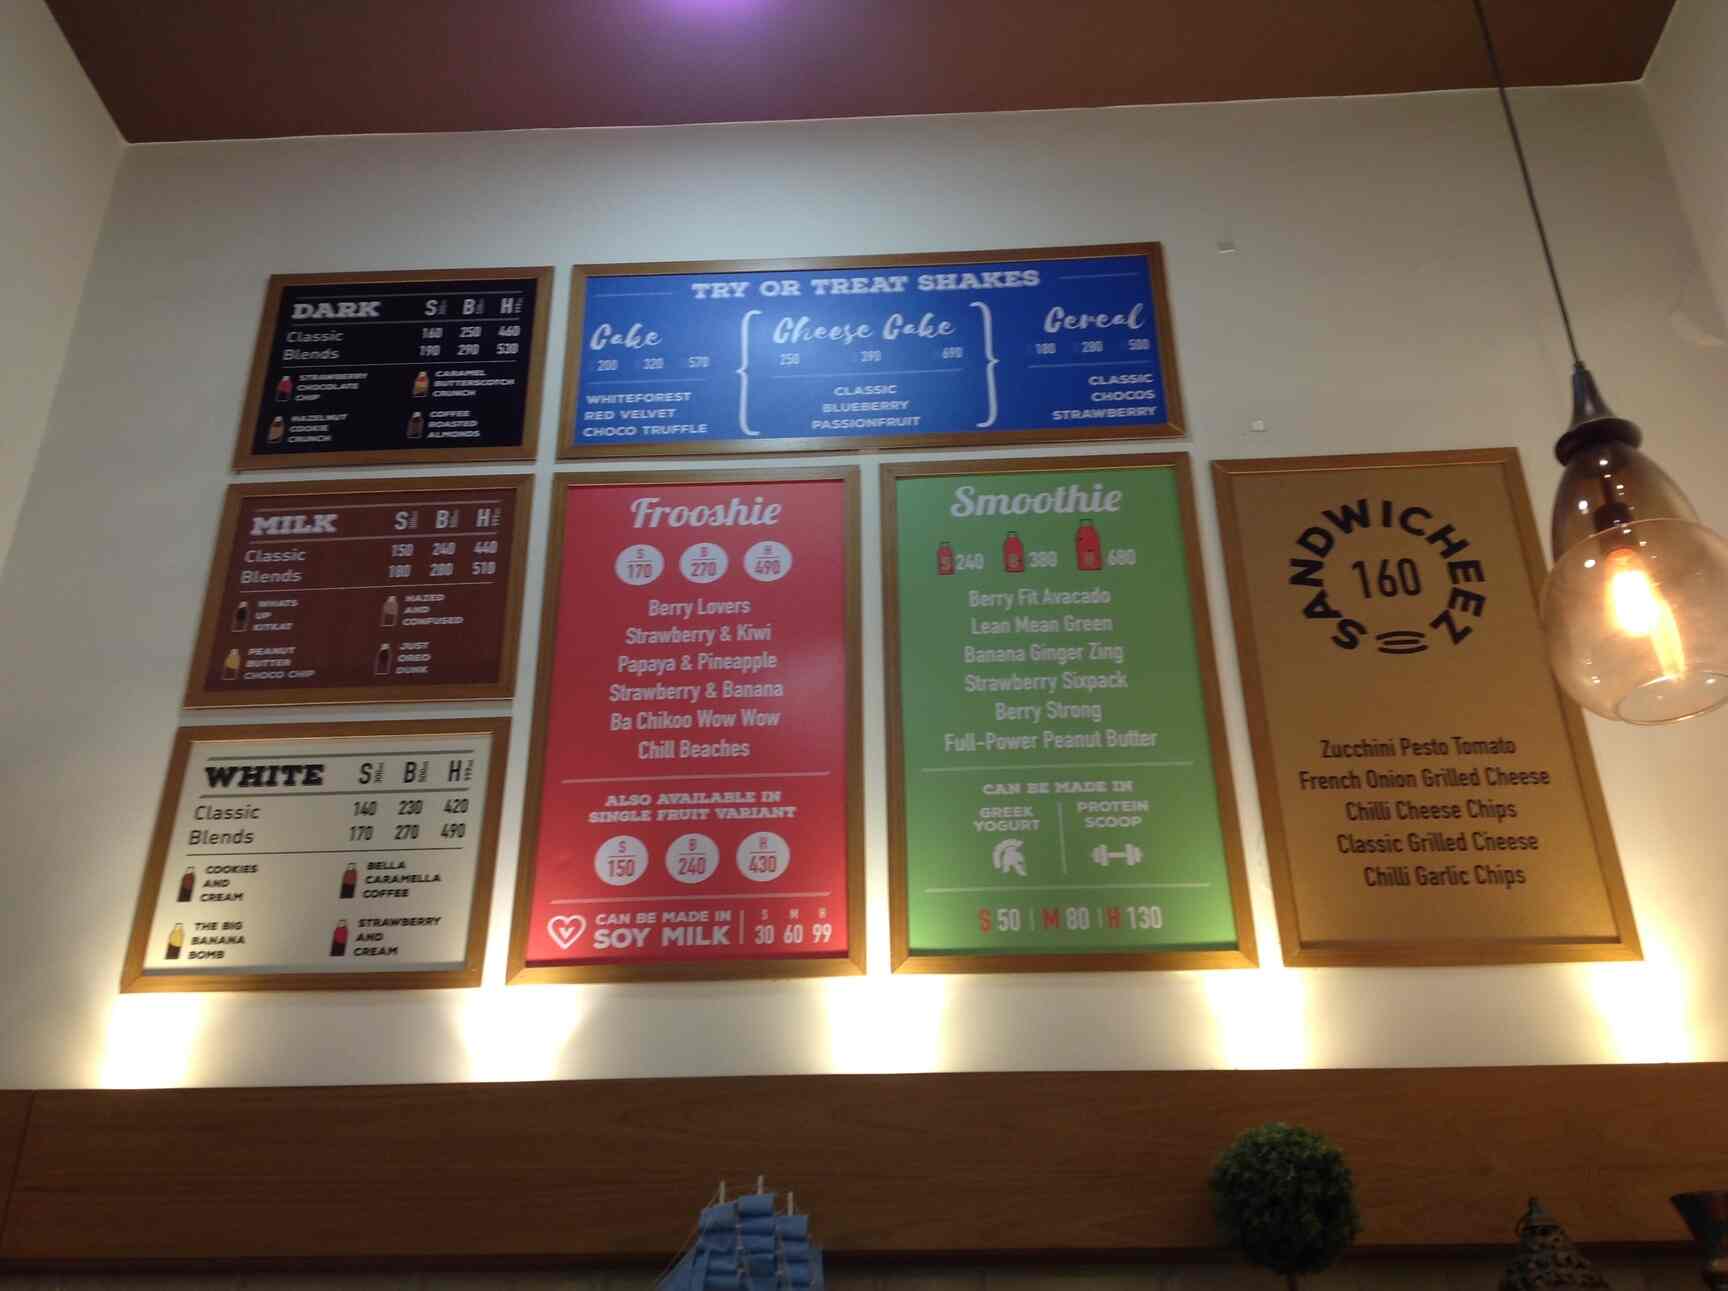 DARK S B H
Classic 160 250 460
Blends 190 290 530
STRAWBERRY
CHOCOLATE
CHIP
CARAMEL
BUTTERSCOTCH
CRUNCH
HAZELNUT
COOKIE
CRUNCH
COFFEE
ROASTED
ALMONDS
TRY OR TREAT SHAKES
Cake
200 320 570
WHITEFOREST
RED VELVET
CHOCO TRUFFLE
Cheese Cake
250 390 690
CLASSIC
BLUEBERRY
PASSIONFRUIT
Cereal
180 280 500
CLASSIC
CHOCOS
STRAWBERRY
MILK S B H
Classic 150 240 440
Blends 180 280 510
WHATS
UP
KITKAT
HAZED
AND
CONFUSED
PEANUT
BUTTER
CHOCO CHIP
JUST
OREO
DUNK
WHITE S B H
Classic 140 230 420
Blends 170 270 490
COOKIES
AND
CREAM
BELLA
CARAMELLA
COFFEE
THE BIG
BANANA
BOMB
STRAWBERRY
AND
CREAM
Frooshie
S B H
170 270 490
Berry Lovers
Strawberry & Kiwi
Papaya & Pineapple
Strawberry & Banana
Ba Chikoo Wow Wow
Chill Beaches
ALSO AVAILABLE IN
SINGLE FRUIT VARIANT
S B H
150 240 430
CAN BE MADE IN
SOY MILK
S M H
30 60 99
Smoothie
S 240 B 380 H 680
Berry Fit Avacado
Lean Mean Green
Banana Ginger Zing
Strawberry Sixpack
Berry Strong
Full-Power Peanut Butter
CAN BE MADE IN
GREEK
YOGURT
PROTEIN
SCOOP
S 50 | M 80 | H 130
SANDWICHEEZ
160
Zucchini Pesto Tomato
French Onion Grilled Cheese
Chilli Cheese Chips
Classic Grilled Cheese
Chilli Garlic Chips